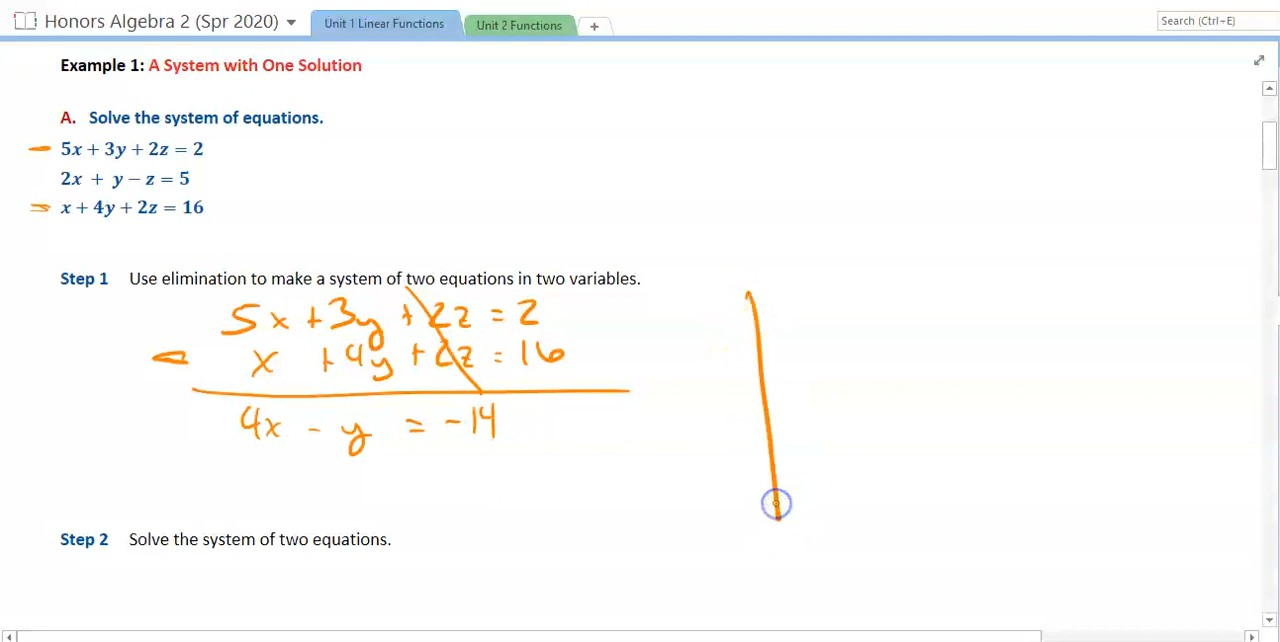 Honors Algebra 2 (Spr 2020)
Unit 1 Linear Functions
Unit 2 Functions
+
Search (Ctrl+E)
Example 1: A System with One Solution
A. Solve the system of equations.
5x + 3y + 2z = 2
2x + y − z = 5
x + 4y + 2z = 16
Step 1 Use elimination to make a system of two equations in two variables.
5x + 3y + 2z = 2
x + 4y + 2z = 16
4x - y = -14
Step 2 Solve the system of two equations.